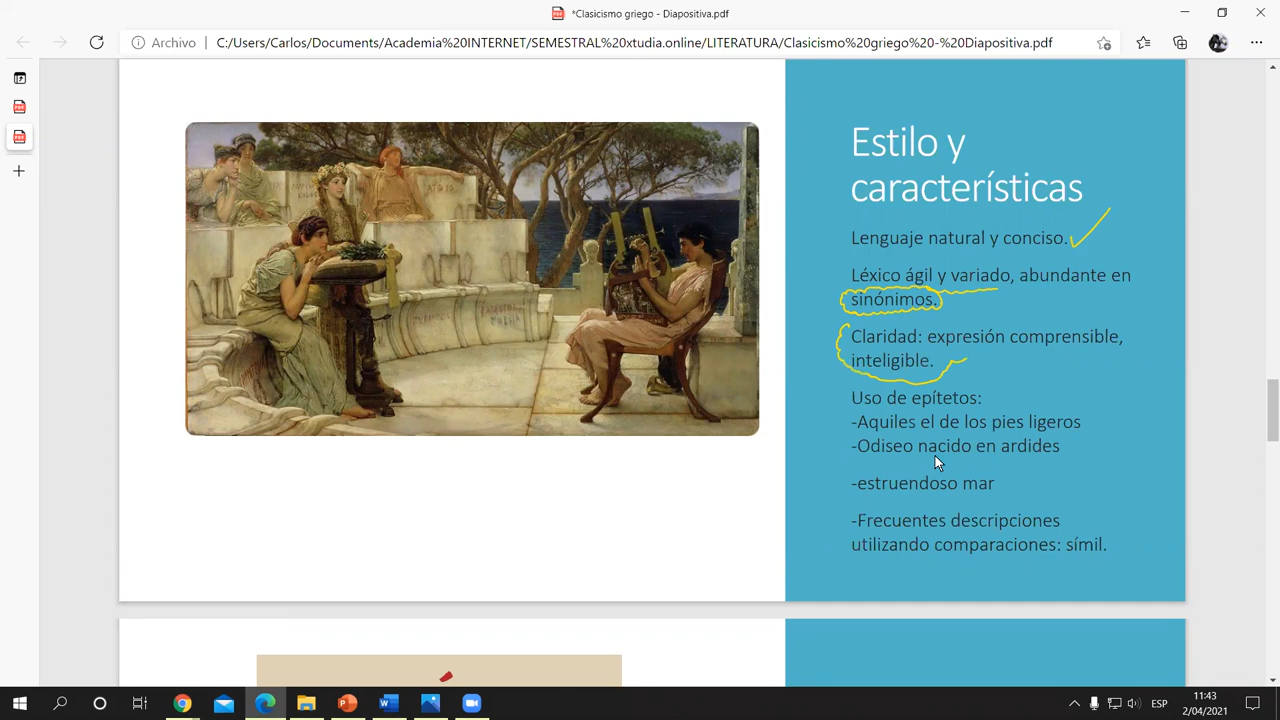 *Clasicismo griego - Diapositiva.pdf
Archivo
C:/Users/Carlos/Documents/Academia%20INTERNET/SEMESTRAL%20xtudia.online/LITERATURA/Clasicismo%20griego%20-%20Diapositiva.pdf
Estilo y
características
Lenguaje natural y conciso.
Léxico ágil y variado, abundante en
sinónimos.
Claridad: expresión comprensible,
inteligible.
Uso de epítetos:
-Aquiles el de los pies ligeros
-Odiseo nacido en ardides
-estruendoso mar
-Frecuentes descripciones
utilizando comparaciones: símil.
ESP
11:43
2/04/2021